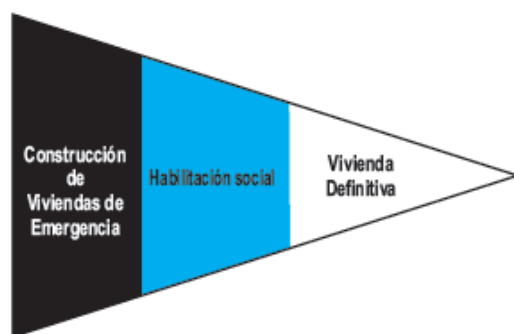 Construcción
de
Viviendas de
Emergencia
Habilitación social
Vivienda
Definitiva